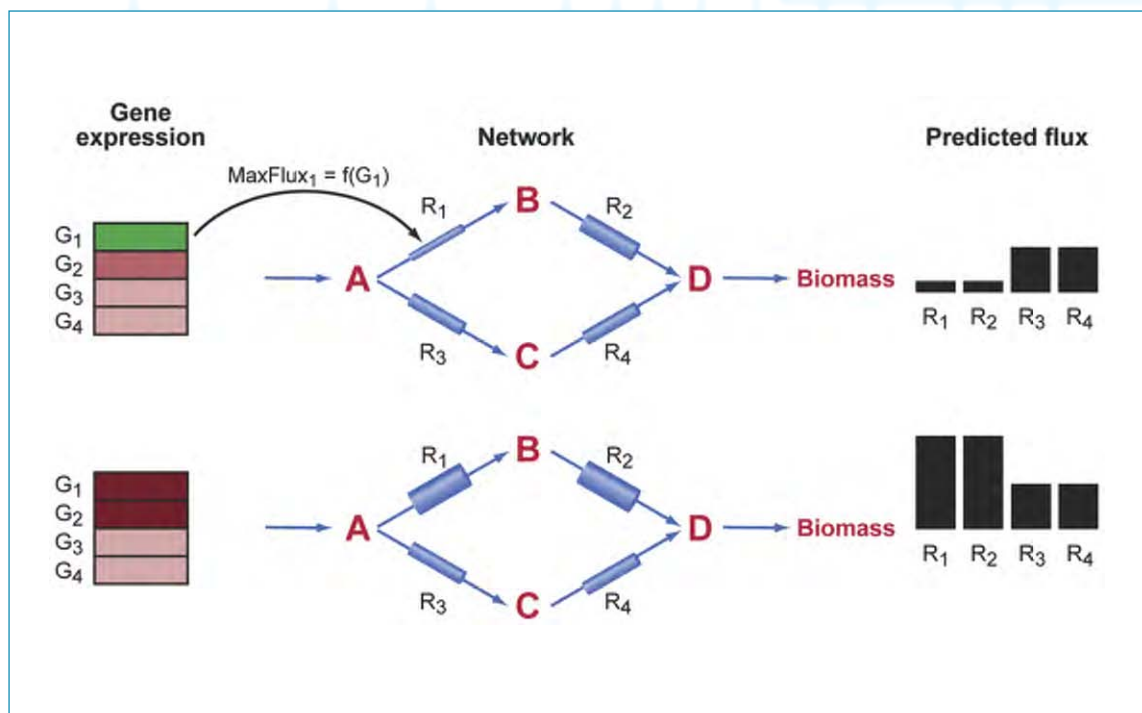 Gene
expression
Network
Predicted flux
MaxFlux₁ = f(G₁)
G₁
G₂
G₃
G₄
R₁
B
R₂
A
D
Biomass
R₃
C
R₄
R₁ R₂ R₃ R₄
G₁
G₂
G₃
G₄
R₁
B
R₂
A
D
Biomass
R₃
C
R₄
R₁ R₂ R₃ R₄